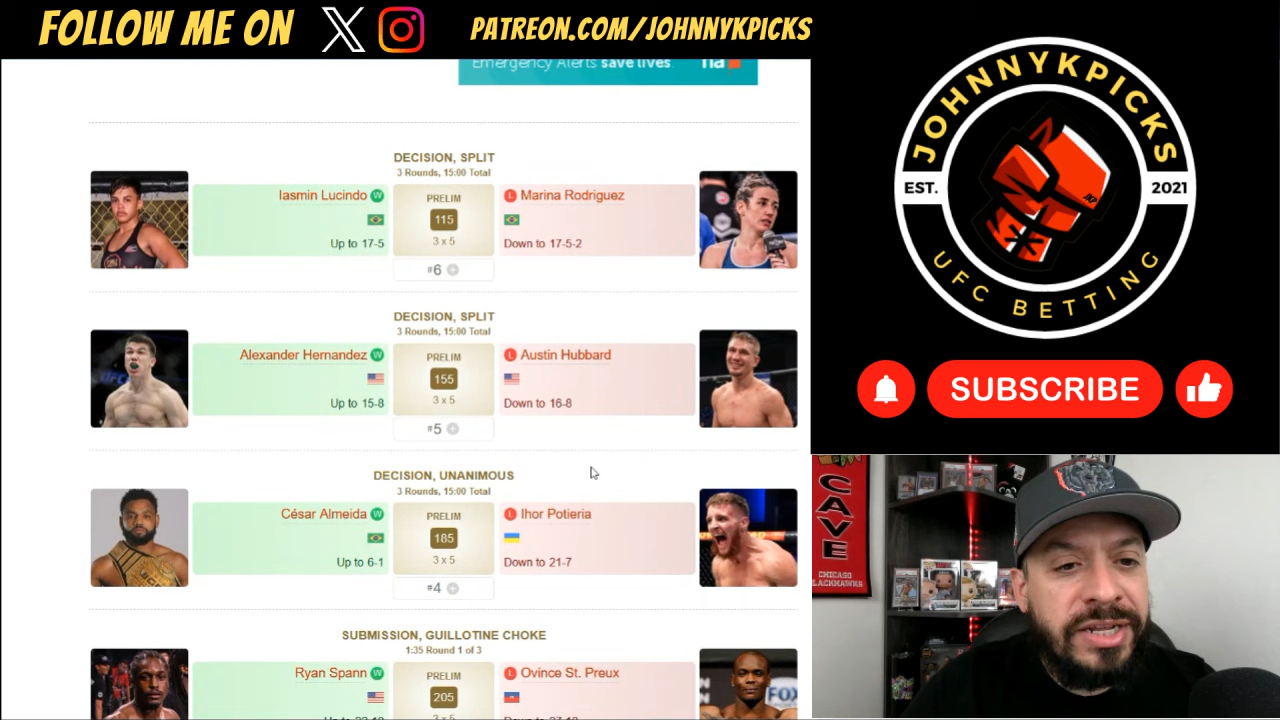 FOLLOW ME ON
PATREON.COM/JOHNNYKPICKS
Emergency Alerts save lives.
DECISION, SPLIT
3 Rounds, 15:00 Total
Iasmin Lucindo W
PRELIM
L Marina Rodriguez
115
Up to 17-5
3 x 5
Down to 17-5-2
#6
DECISION, SPLIT
3 Rounds, 15:00 Total
Alexander Hernandez W
PRELIM
L Austin Hubbard
155
Up to 15-8
3 x 5
Down to 16-8
#5
DECISION, UNANIMOUS
3 Rounds, 15:00 Total
César Almeida W
PRELIM
L Ihor Potieria
185
Up to 6-1
3 x 5
Down to 21-7
#4
SUBMISSION, GUILLOTINE CHOKE
1:35 Round 1 of 3
Ryan Spann W
PRELIM
L Ovince St. Preux
205
JOHNNYKPICKS
EST.
2021
JKP
UFC BETTING
SUBSCRIBE
CAVE
CHICAGO
BLACKHAWKS